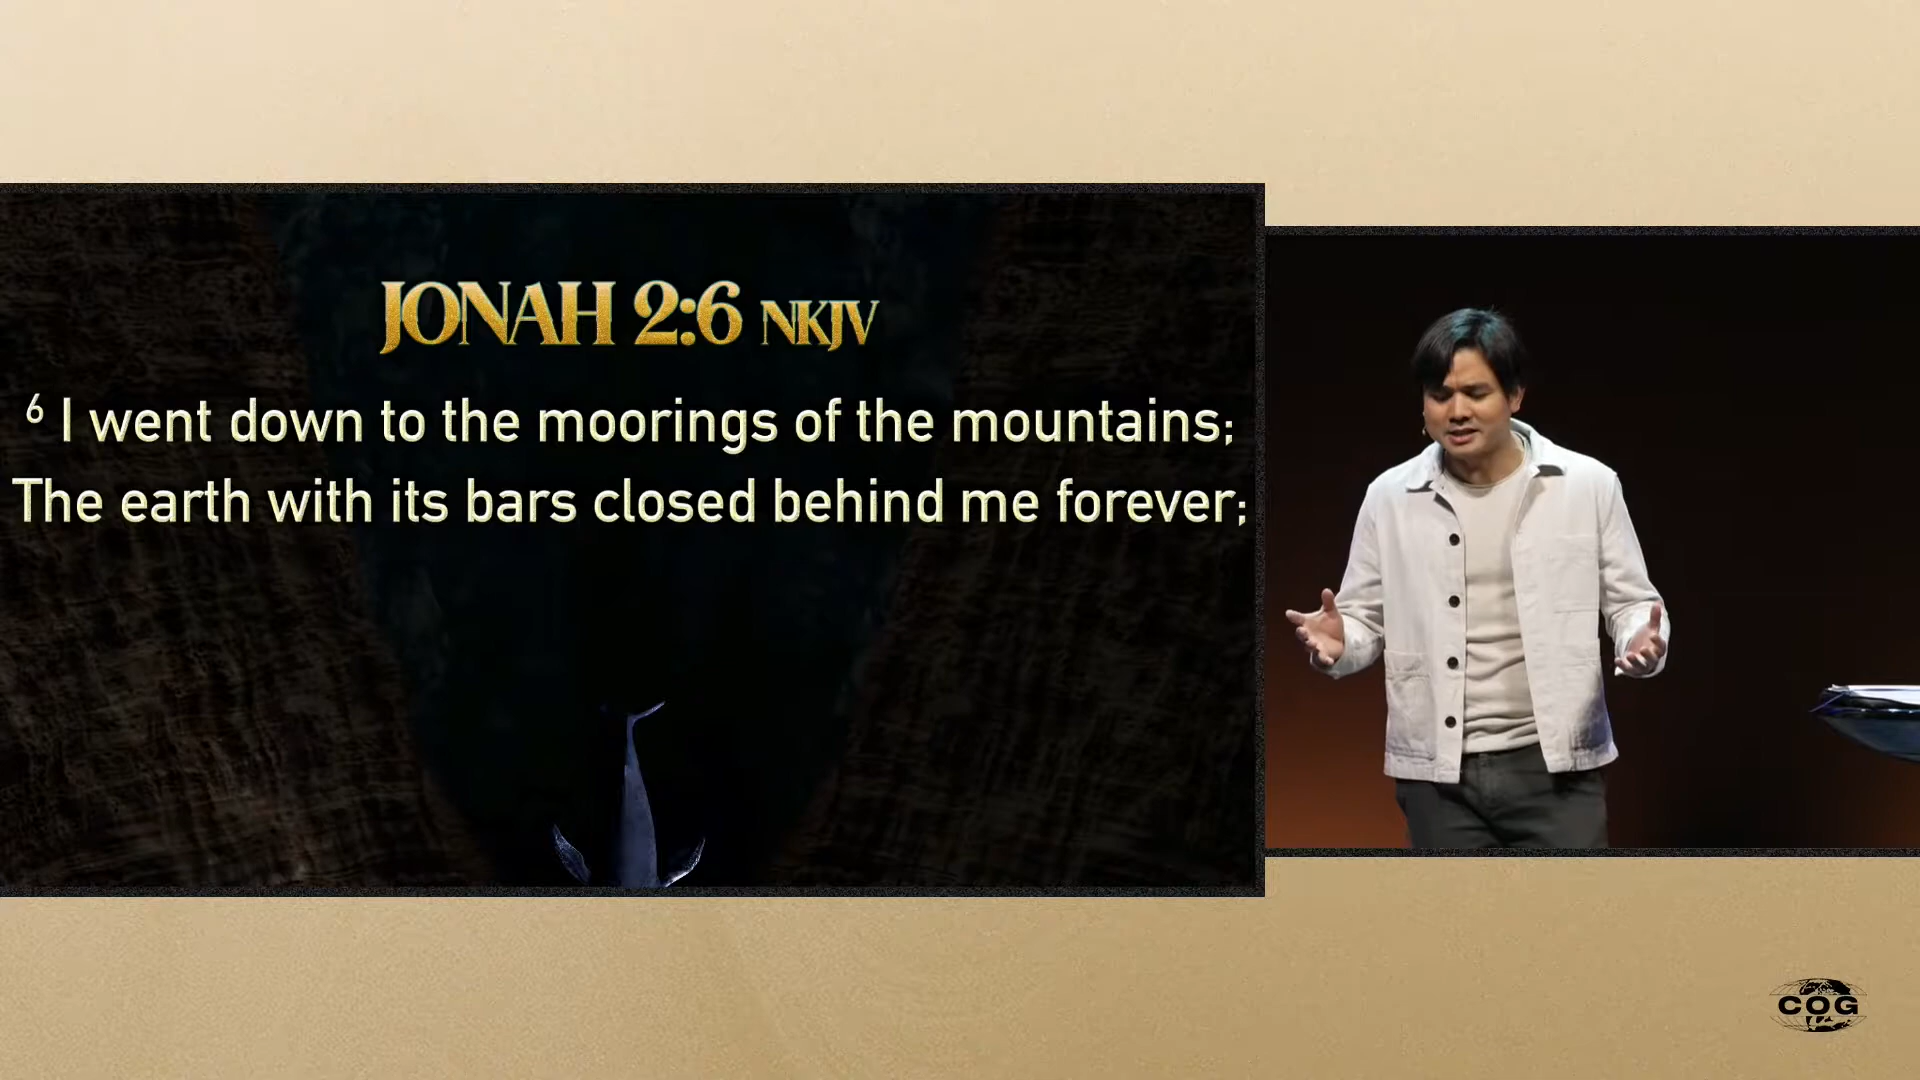 JONAH 2:6 NKJV
6 I went down to the moorings of the mountains;
The earth with its bars closed behind me forever;
COG